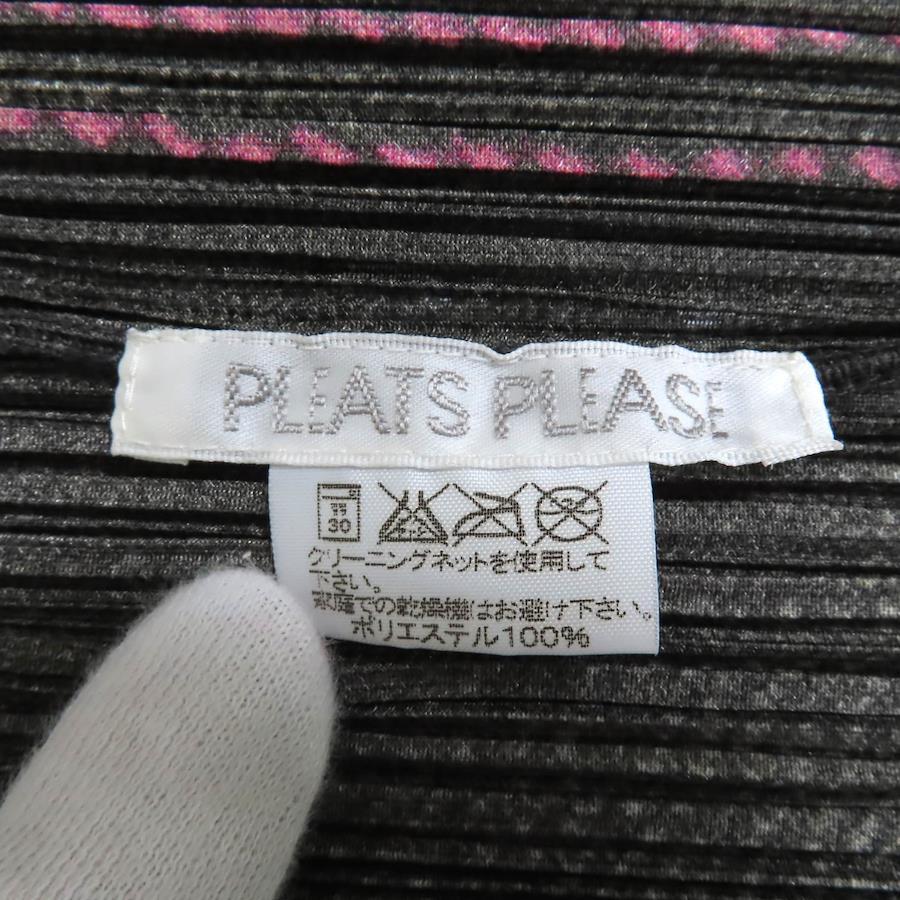 PLEATS PLEASE
30
クリーニングネットを使用して
下さい。
家庭での乾燥機はお避け下さい。
ポリエステル100%